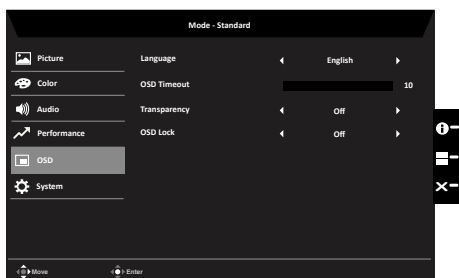 Mode - Standard
Picture
Language
English
Color
OSD Timeout
10
Audio
Transparency
Off
Performance
OSD Lock
Off
OSD
System
Move
Enter